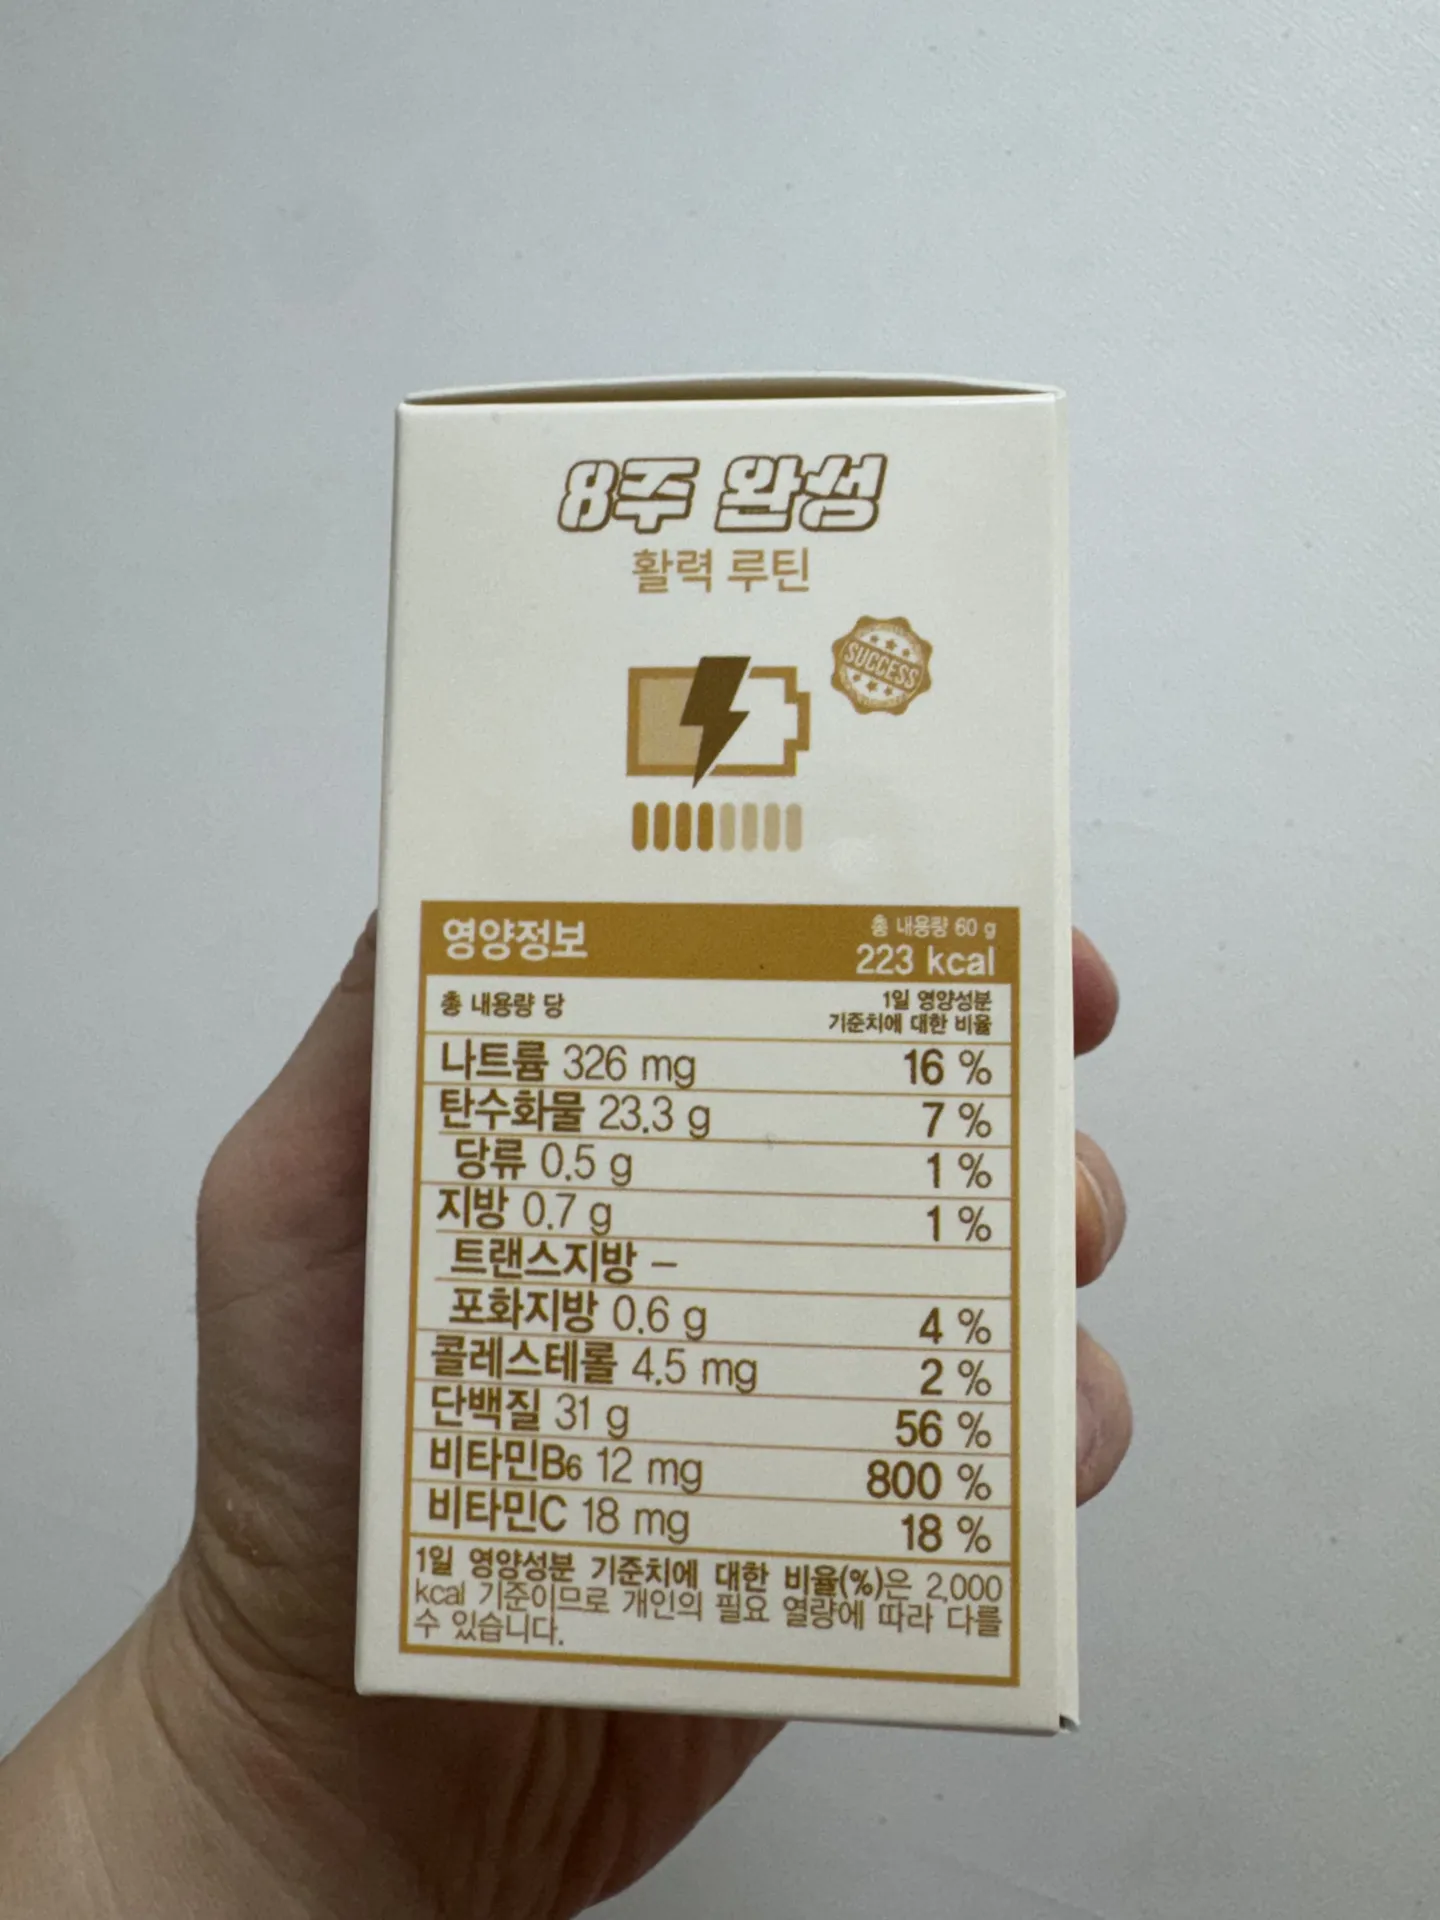 8주 완성
활력 루틴
SUCCESS
영양정보
총 내용량 60 g
223 kcal
총 내용량 당
1일 영양성분
기준치에 대한 비율
나트륨 326 mg 16 %
탄수화물 23.3 g 7 %
당류 0.5 g 1 %
지방 0.7 g 1 %
트랜스지방 –
포화지방 0.6 g 4 %
콜레스테롤 4.5 mg 2 %
단백질 31 g 56 %
비타민B6 12 mg 800 %
비타민C 18 mg 18 %
1일 영양성분 기준치에 대한 비율(%)은 2,000
kcal 기준이므로 개인의 필요 열량에 따라 다를
수 있습니다.